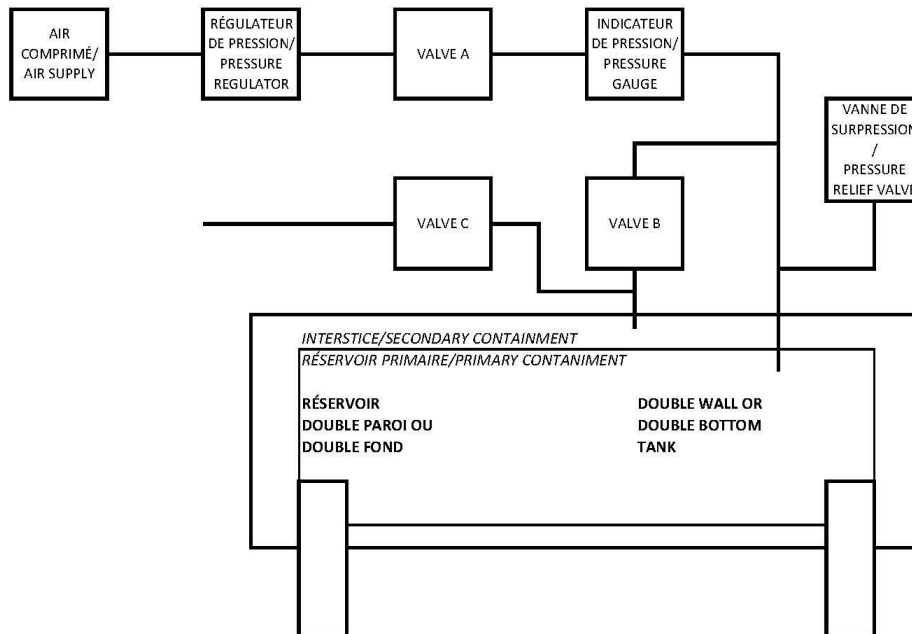 AIR
COMPRIMÉ/
AIR SUPPLY
RÉGULATEUR
DE PRESSION/
PRESSURE
REGULATOR
VALVE A
INDICATEUR
DE PRESSION/
PRESSURE
GAUGE
VANNE DE
SURPRESSION
/
PRESSURE
RELIEF VALVE
VALVE C
VALVE B
INTERSTICE/SECONDARY CONTAINMENT
RÉSERVOIR PRIMAIRE/PRIMARY CONTANIMENT
RÉSERVOIR
DOUBLE PAROI OU
DOUBLE FOND
DOUBLE WALL OR
DOUBLE BOTTOM
TANK